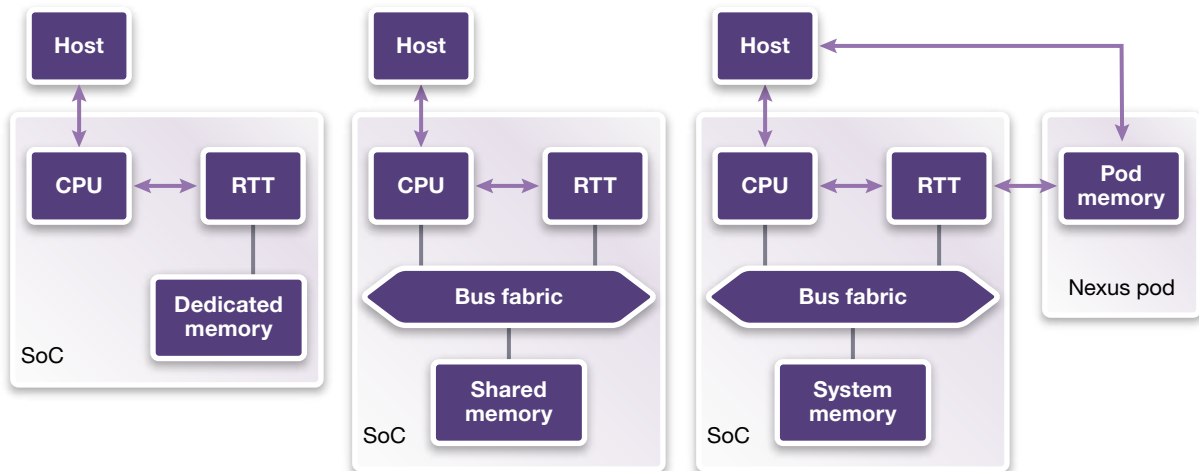 Host
CPU
RTT
Dedicated
memory
SoC
Host
CPU
RTT
Bus fabric
Shared
memory
SoC
Host
CPU
RTT
Bus fabric
System
memory
SoC
Pod
memory
Nexus pod